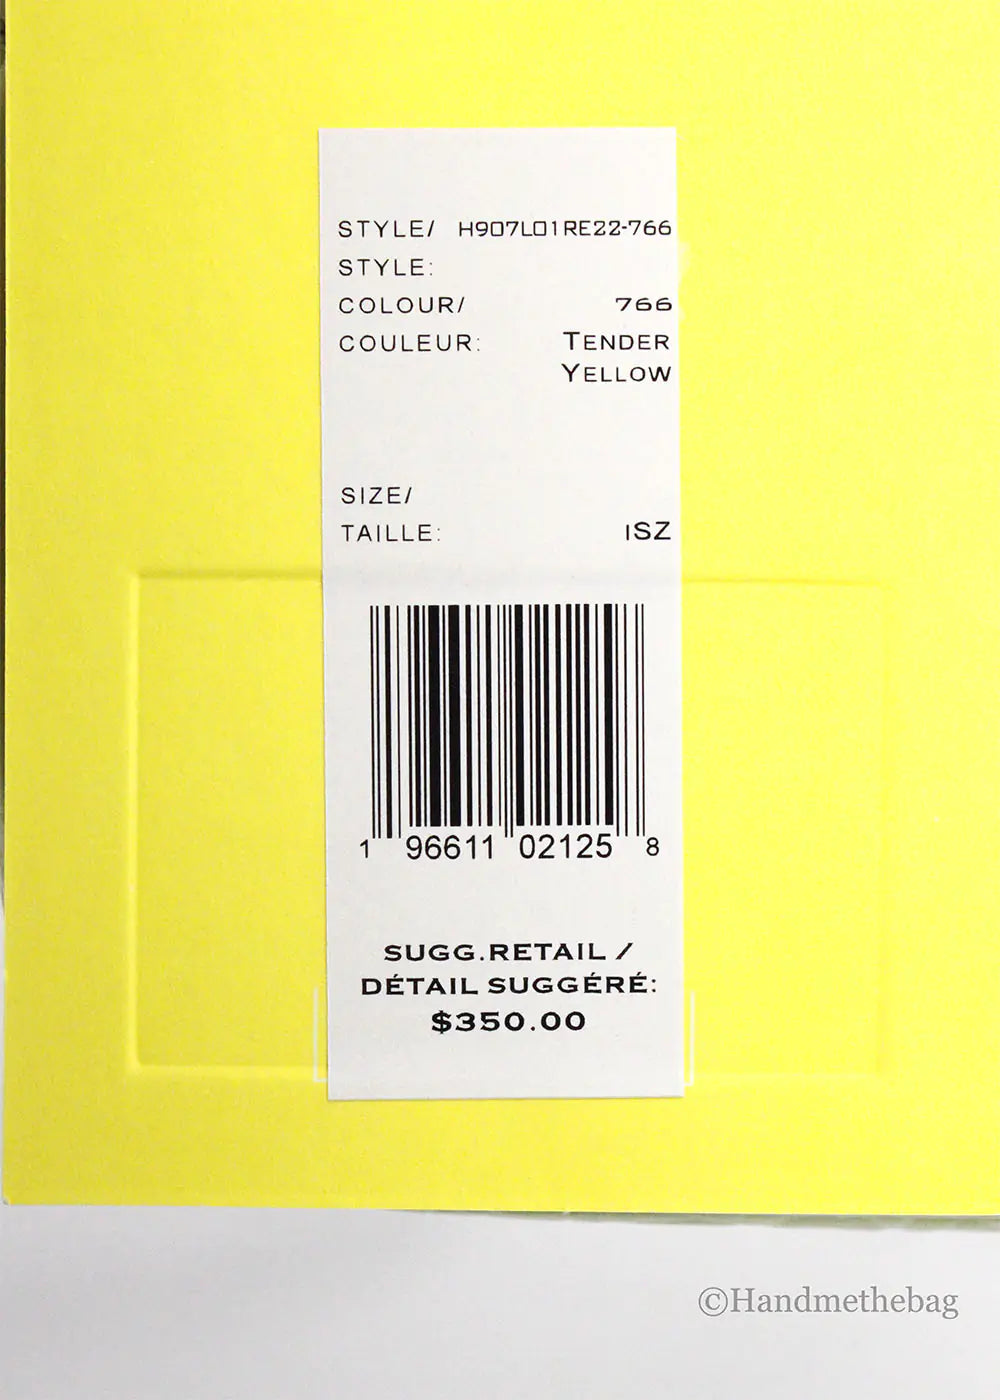 STYLE/ H907L01RE22-766
STYLE:
COLOUR/ 766
COULEUR: TENDER
YELLOW
SIZE/
TAILLE: 1SZ
1 96611 02125 8
SUGG.RETAIL /
DÉTAIL SUGGÉRÉ:
$350.00
©Handmethebag